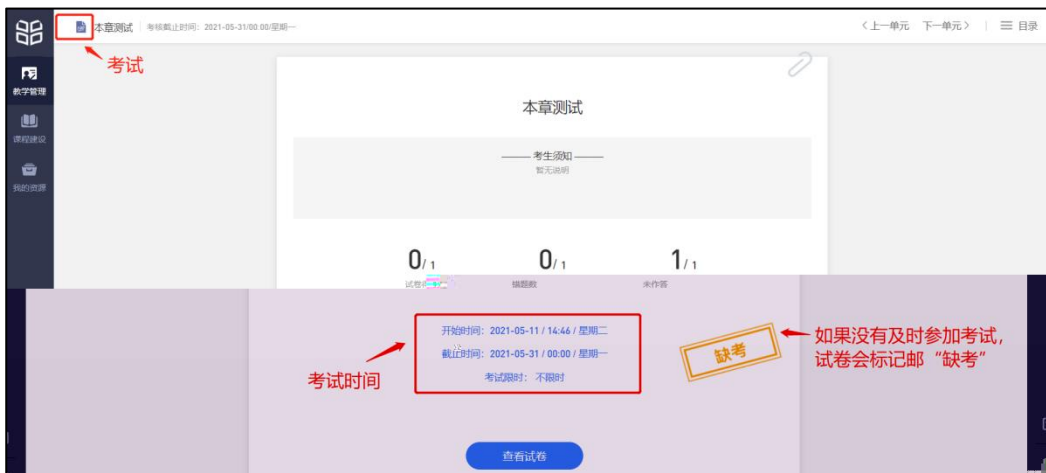 本章测试 考核截止时间：2021-05-31/00:00/星期一
〈上一单元 下一单元〉 目录
考试
教学管理
课程建设
我的资源
本章测试
考生须知
暂无说明
0/ 1 0/ 1 1/ 1
错题数 未作答
开始时间：2021-05-11 / 14:46 / 星期二
截止时间：2021-05-31 / 00:00 / 星期一
考试限时：不限时
考试时间
缺考
如果没有及时参加考试，
试卷会标记邮“缺考”
查看试卷